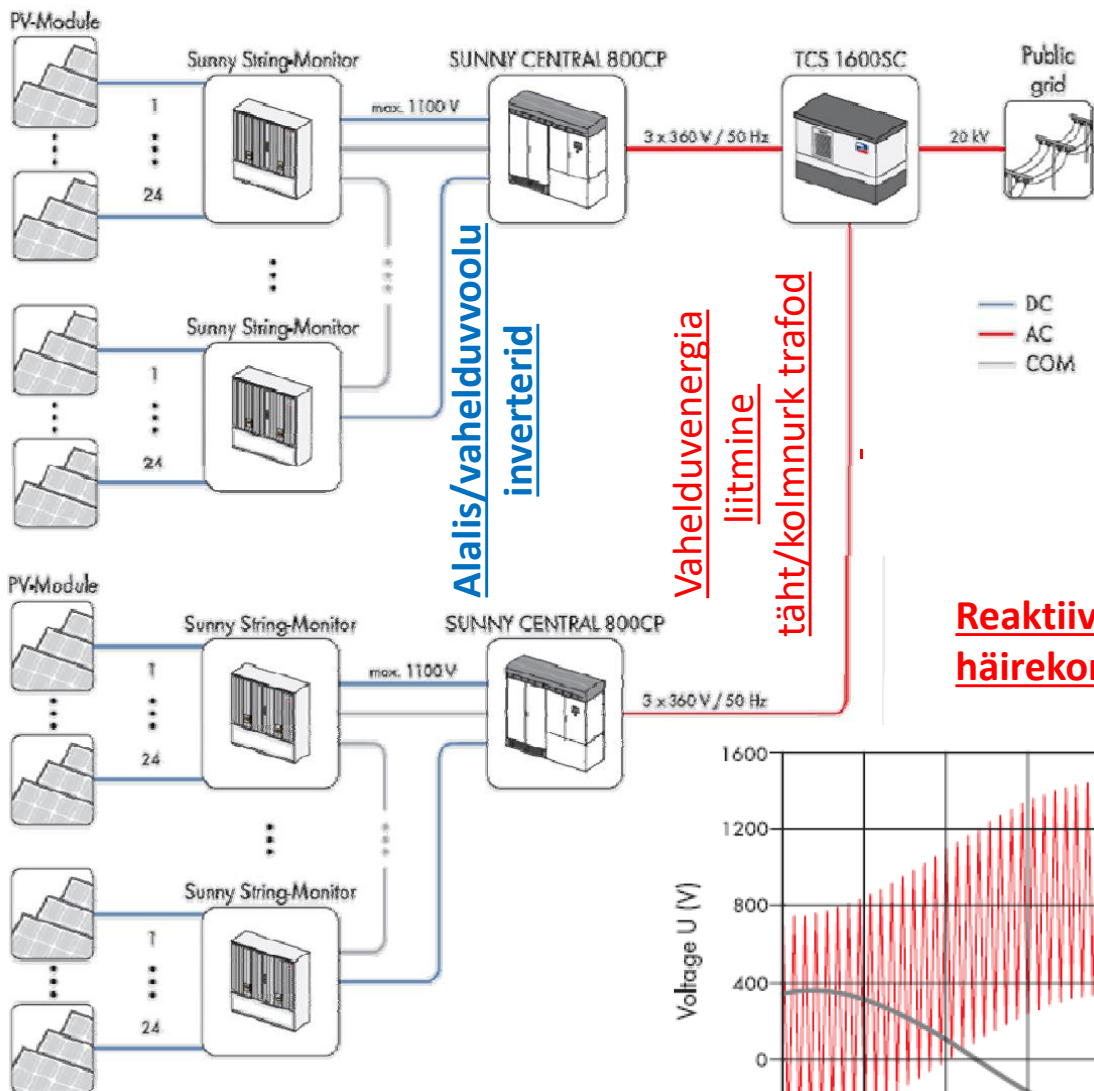 PV-Module
Sunny String-Monitor
SUNNY CENTRAL 800CP
TCS 1600SC
Public
grid
1
24
max. 1100 V
3 x 360 V / 50 Hz
20 kV
DC
AC
COM
Sunny String-Monitor
1
24
Alalis/vahelduvvoolu
inverterid
Vahelduvenergia
liitmine
täht/kolmnurk trafod
-
PV-Module
Sunny String-Monitor
SUNNY CENTRAL 800CP
1
24
max. 1100 V
3 x 360 V / 50 Hz
Sunny String-Monitor
1
24
Reaktiiv
häirekor
Voltage U (V)
1600
1200
800
400
0